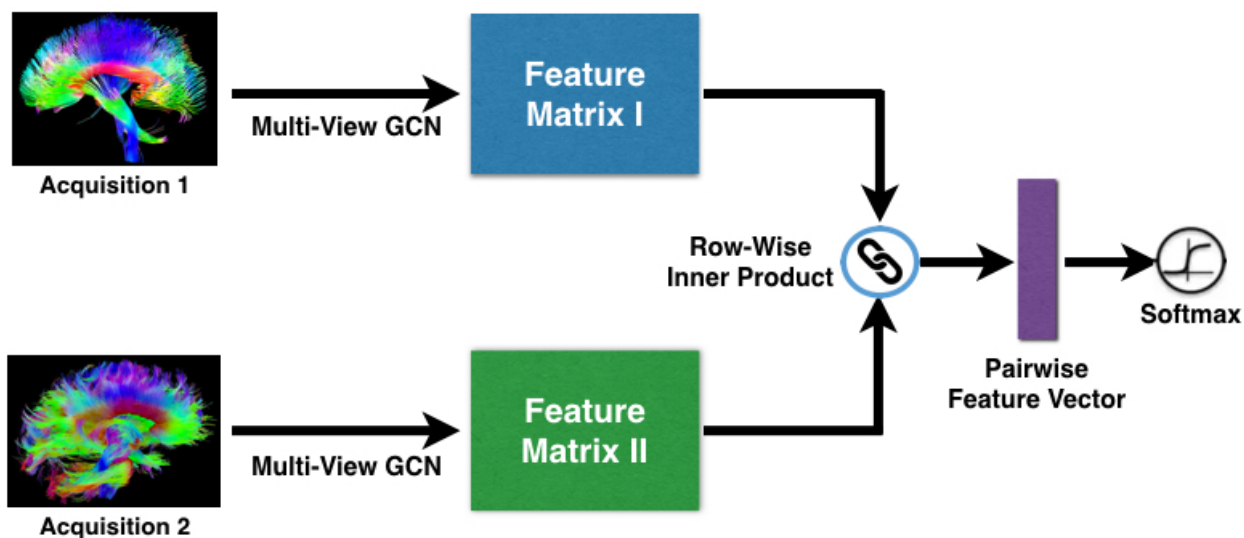 Acquisition 1
Multi-View GCN
Feature
Matrix I
Row-Wise
Inner Product
Pairwise
Feature Vector
Softmax
Acquisition 2
Multi-View GCN
Feature
Matrix II